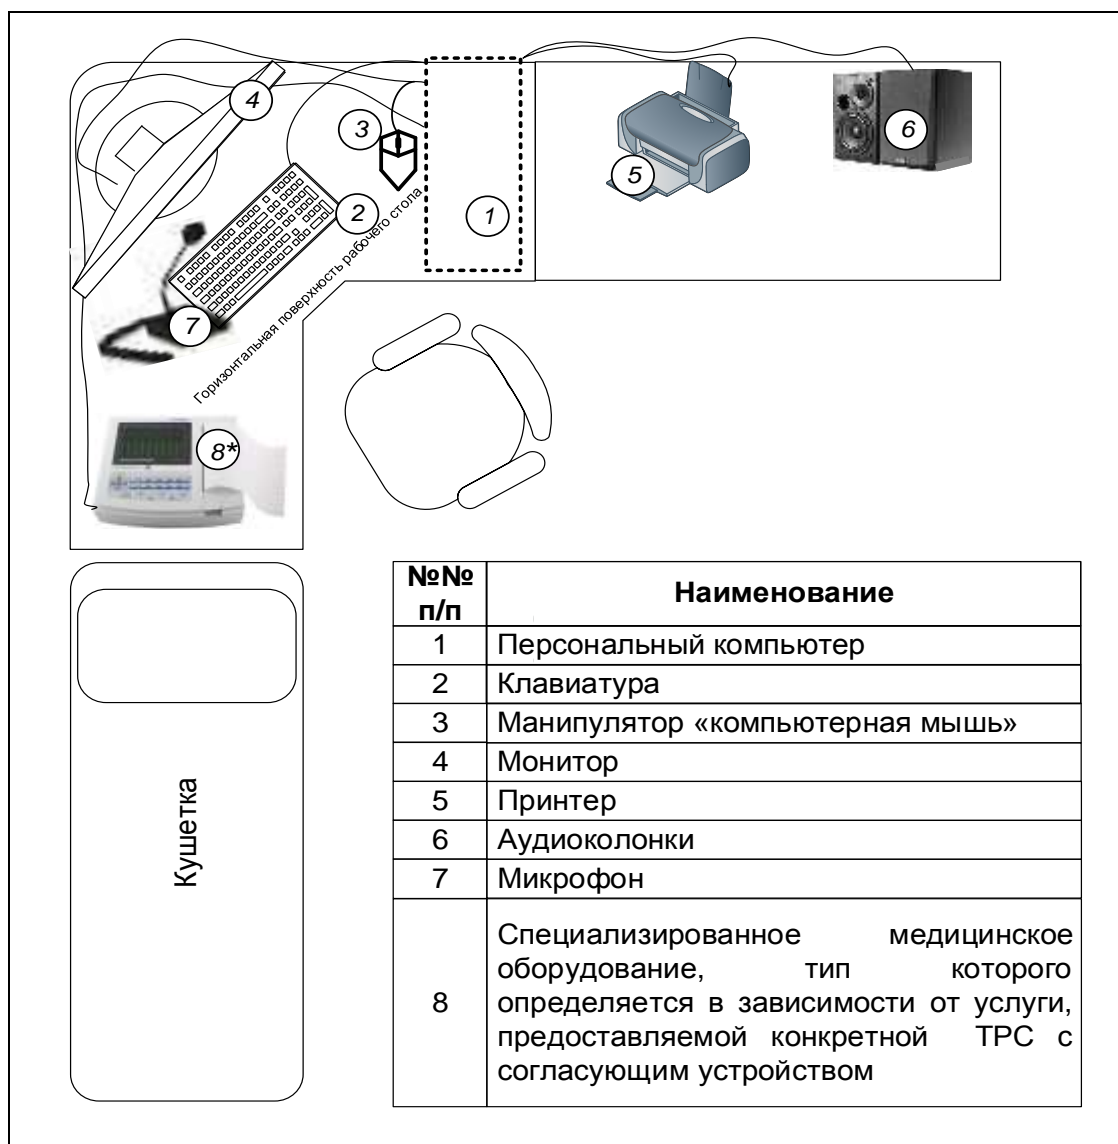 4
3
6
5
2
1
Горизонтальная поверхность рабочего стола
7
8*
Кушетка
№№ п/п Наименование
1 Персональный компьютер
2 Клавиатура
3 Манипулятор «компьютерная мышь»
4 Монитор
5 Принтер
6 Аудиоколонки
7 Микрофон
8 Специализированное медицинское
оборудование, тип которого
определяется в зависимости от услуги,
предоставляемой конкретной ТРС с
согласующим устройством